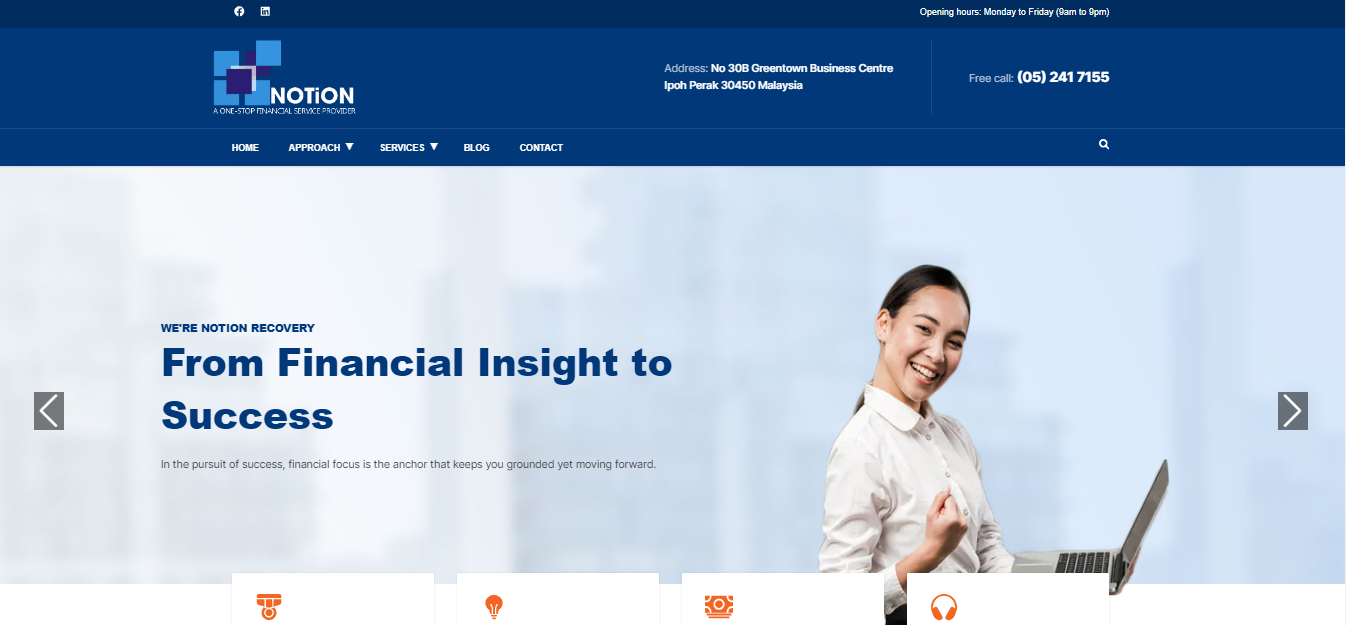 Opening hours: Monday to Friday (9am to 9pm)
NOTiON
A ONE-STOP FINANCIAL SERVICE PROVIDER
Address: No 30B Greentown Business Centre
Ipoh Perak 30450 Malaysia
Free call: (05) 241 7155
HOME APPROACH SERVICES BLOG CONTACT
WE'RE NOTION RECOVERY
From Financial Insight to
Success
In the pursuit of success, financial focus is the anchor that keeps you grounded yet moving forward.